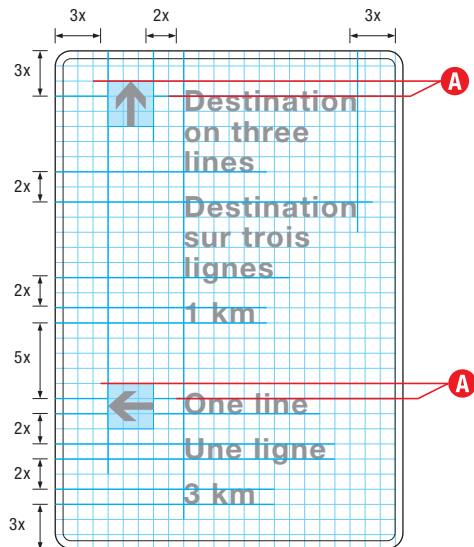 3x 2x 3x
3x
A
Destination
on three
lines
2x
Destination
sur trois
lignes
2x
1 km
5x
A
One line
2x
Une ligne
2x
3 km
3x